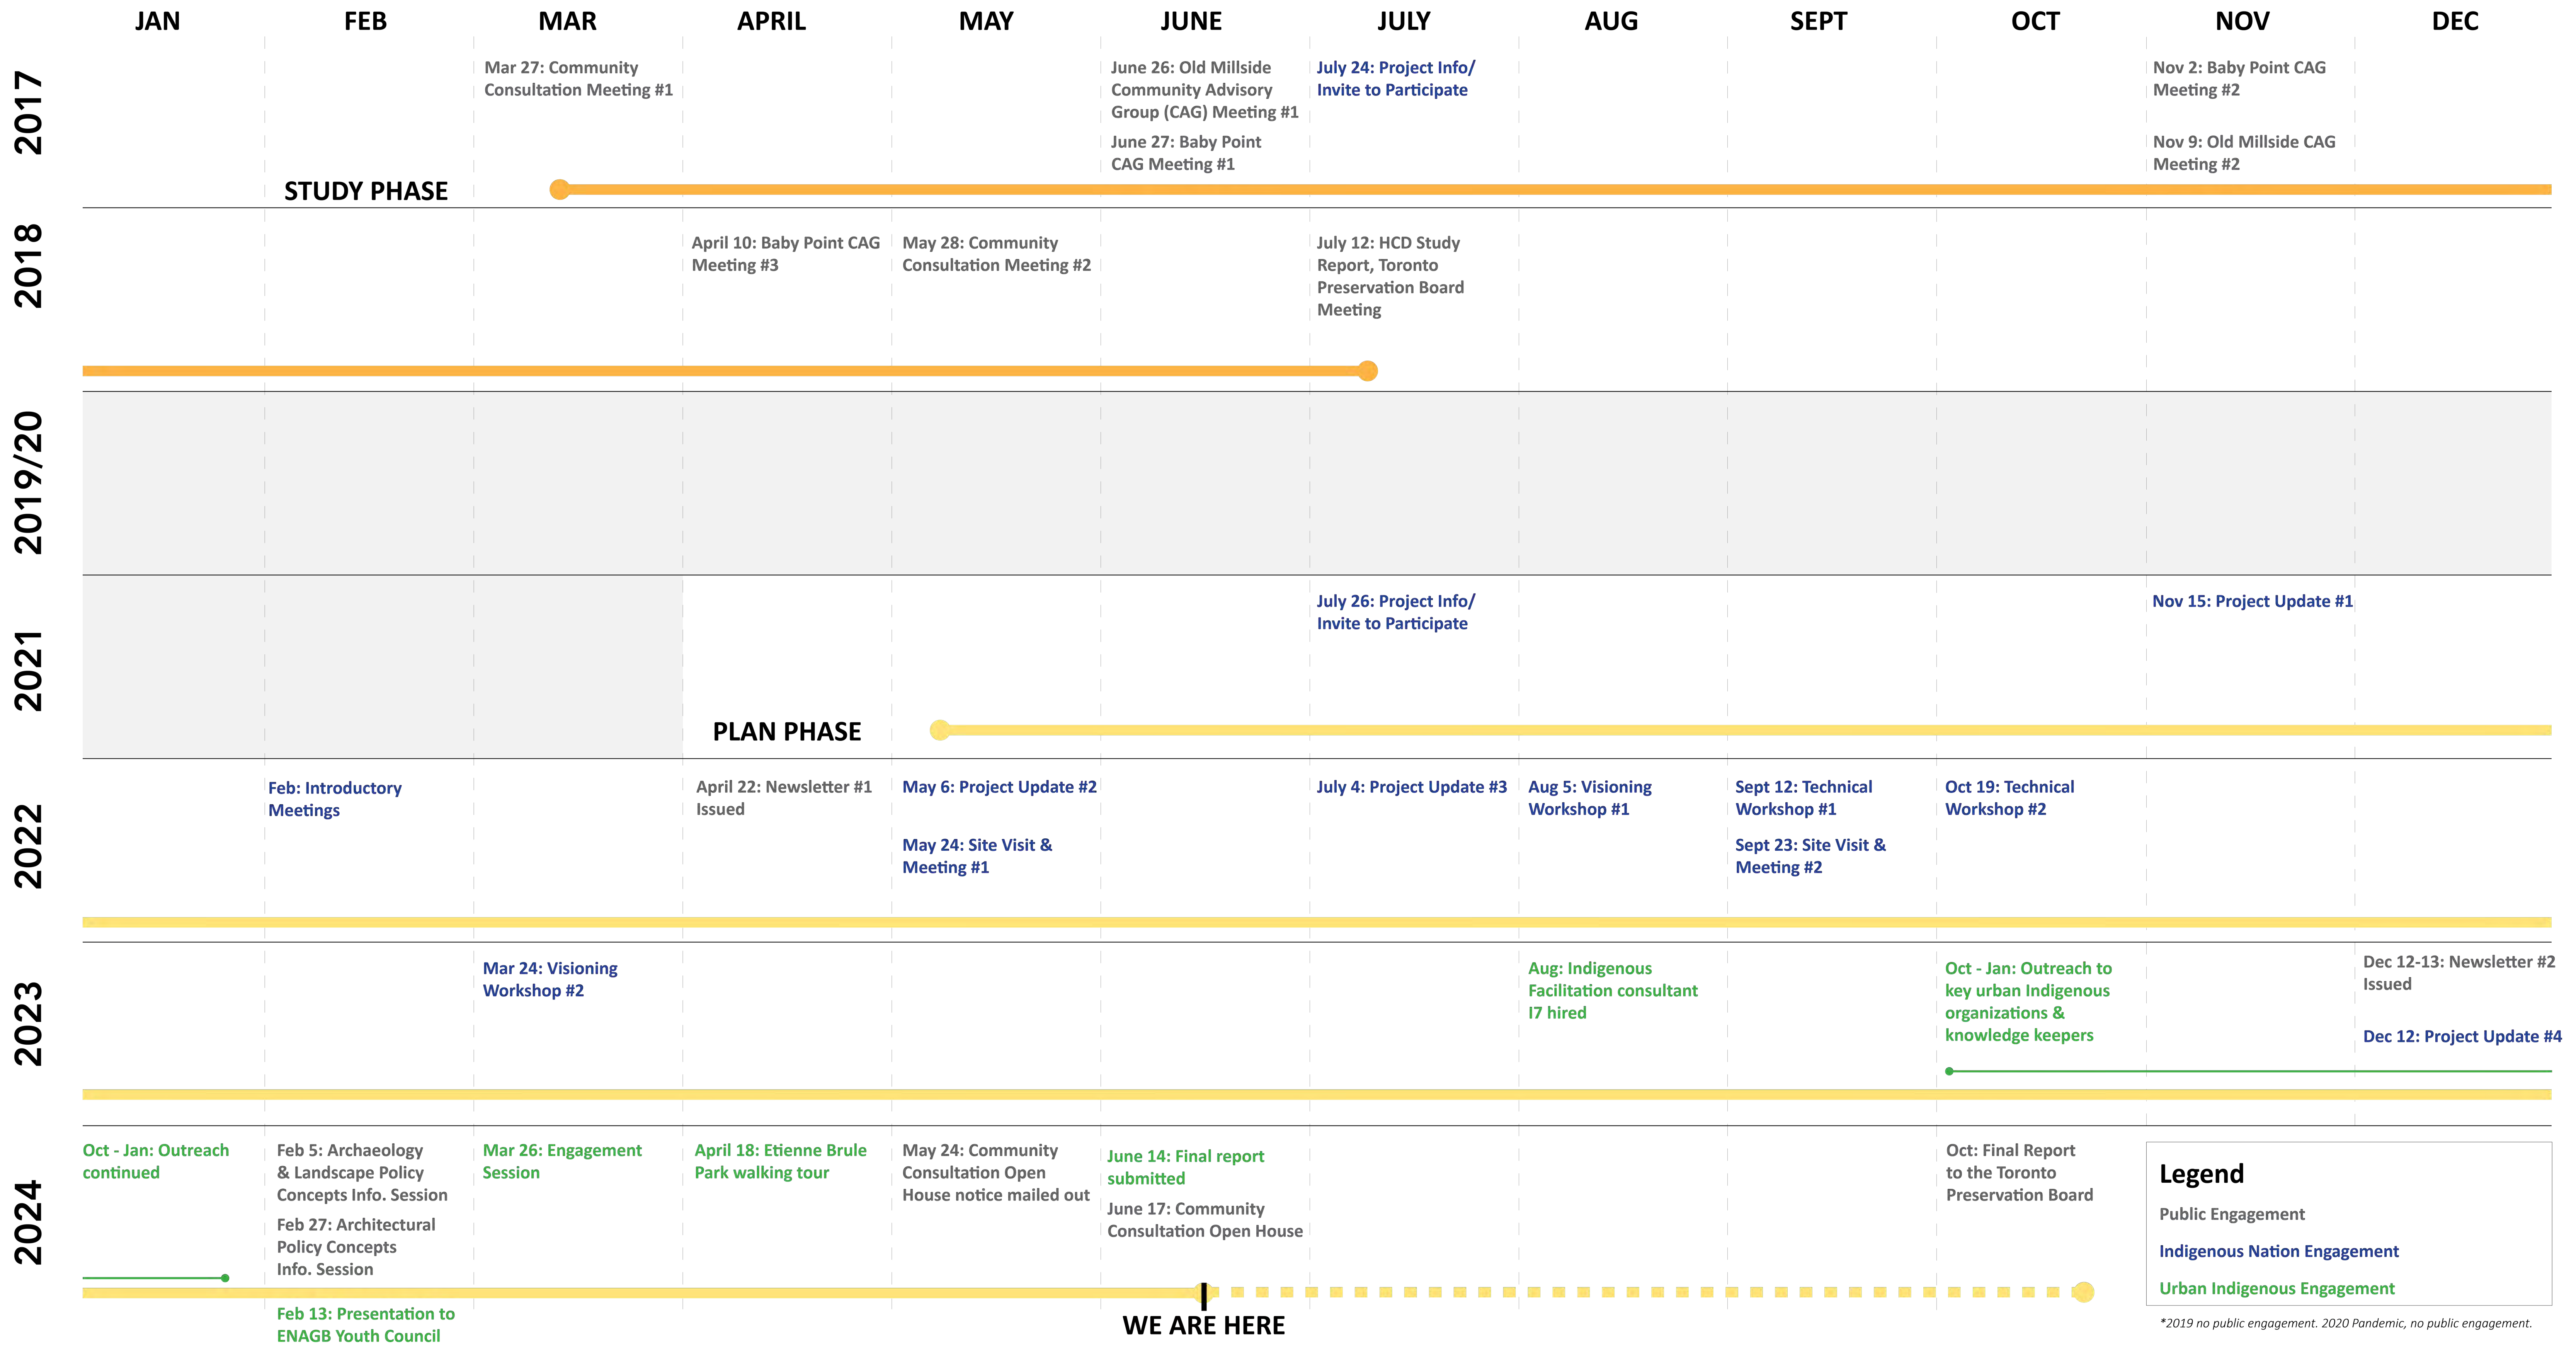 JAN
FEB
MAR
APRIL
MAY
JUNE
JULY
AUG
SEPT
OCT
NOV
DEC
2017
Mar 27: Community
Consultation Meeting #1
June 26: Old Millside
Community Advisory
Group (CAG) Meeting #1
June 27: Baby Point
CAG Meeting #1
July 24: Project Info/
Invite to Participate
Nov 2: Baby Point CAG
Meeting #2
Nov 9: Old Millside CAG
Meeting #2
STUDY PHASE
2018
April 10: Baby Point CAG
Meeting #3
May 28: Community
Consultation Meeting #2
July 12: HCD Study
Report, Toronto
Preservation Board
Meeting
2019/20
2021
July 26: Project Info/
Invite to Participate
Nov 15: Project Update #1
PLAN PHASE
2022
Feb: Introductory
Meetings
April 22: Newsletter #1
Issued
May 6: Project Update #2
May 24: Site Visit &
Meeting #1
July 4: Project Update #3
Aug 5: Visioning
Workshop #1
Sept 12: Technical
Workshop #1
Sept 23: Site Visit &
Meeting #2
Oct 19: Technical
Workshop #2
2023
Mar 24: Visioning
Workshop #2
Aug: Indigenous
Facilitation consultant
I7 hired
Oct - Jan: Outreach to
key urban Indigenous
organizations &
knowledge keepers
Dec 12-13: Newsletter #2
Issued
Dec 12: Project Update #4
2024
Oct - Jan: Outreach
continued
Feb 5: Archaeology
& Landscape Policy
Concepts Info. Session
Feb 27: Architectural
Policy Concepts
Info. Session
Feb 13: Presentation to
ENAGB Youth Council
Mar 26: Engagement
Session
April 18: Etienne Brule
Park walking tour
May 24: Community
Consultation Open
House notice mailed out
June 14: Final report
submitted
June 17: Community
Consultation Open House
WE ARE HERE
Oct: Final Report
to the Toronto
Preservation Board
Legend
Public Engagement
Indigenous Nation Engagement
Urban Indigenous Engagement
*2019 no public engagement. 2020 Pandemic, no public engagement.